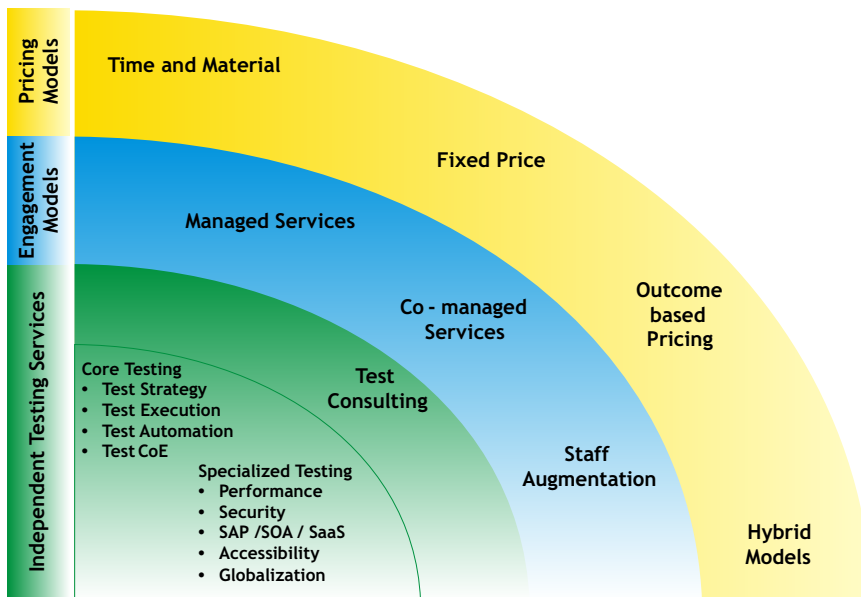 Pricing
Models
Time and Material
Fixed Price
Outcome
based
Pricing
Hybrid
Models
Engagement
Models
Managed Services
Co - managed
Services
Staff
Augmentation
Independent Testing Services
Test
Consulting
Core Testing
• Test Strategy
• Test Execution
• Test Automation
• Test CoE
Specialized Testing
• Performance
• Security
• SAP /SOA / SaaS
• Accessibility
• Globalization